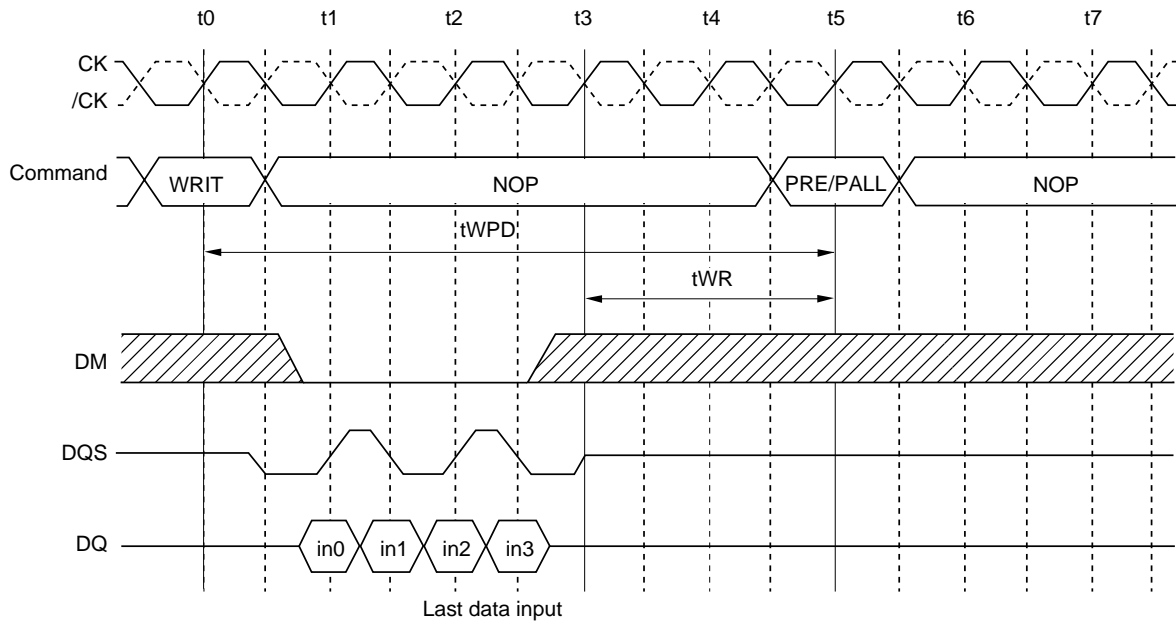 t0 t1 t2 t3 t4 t5 t6 t7
CK
/CK
Command WRIT NOP PRE/PALL NOP
tWPD
tWR
DM
DQS
DQ in0 in1 in2 in3
Last data input